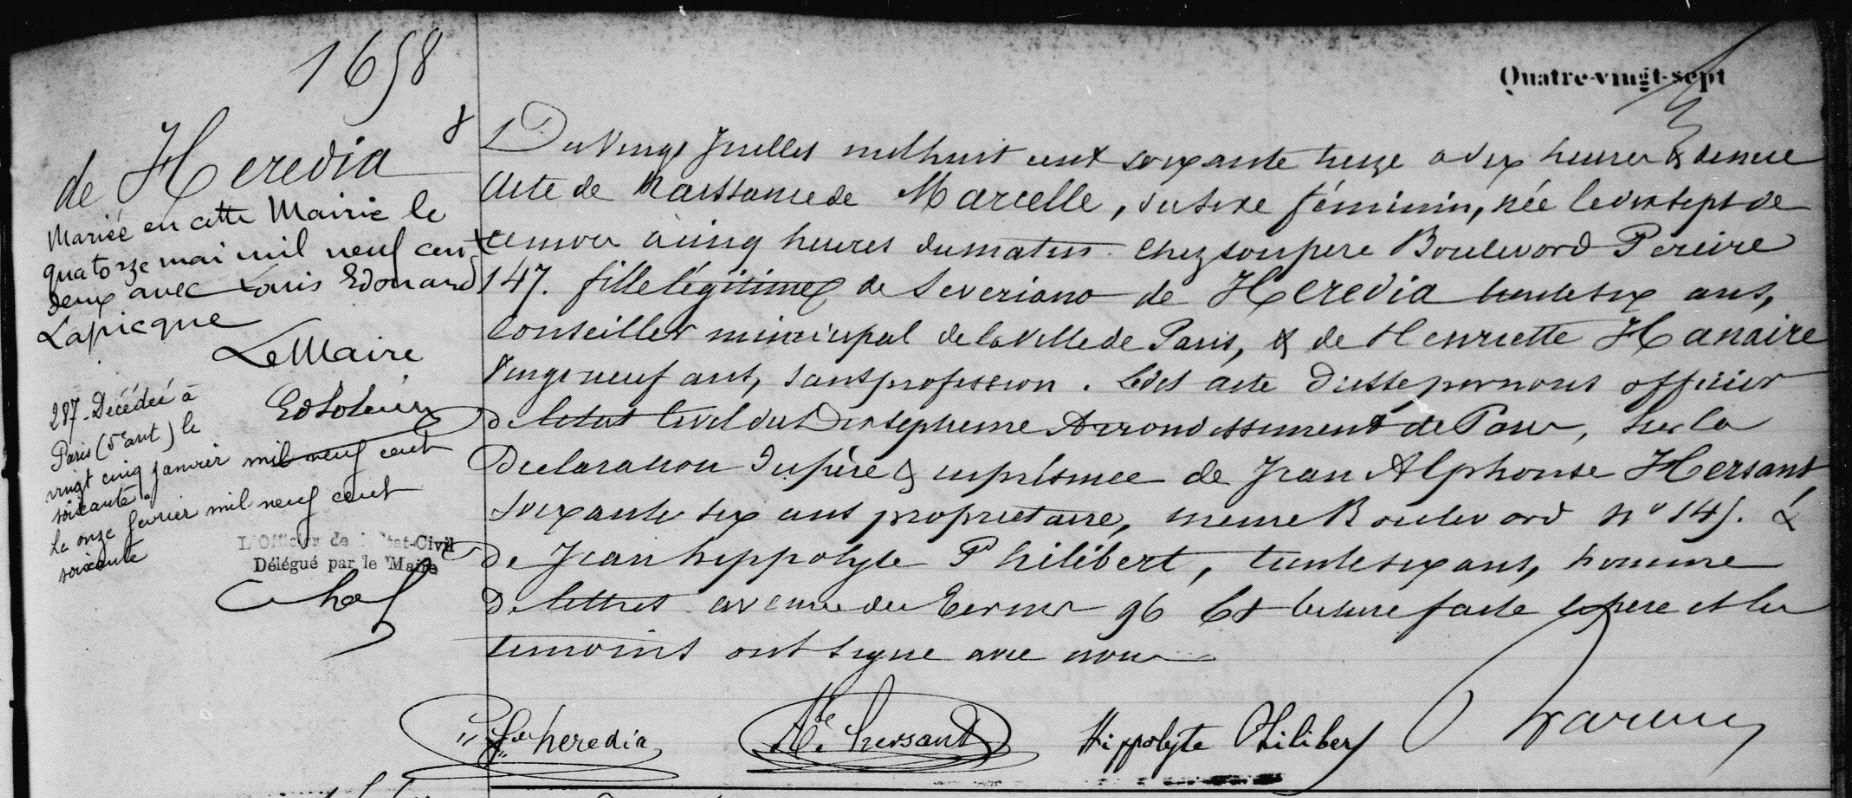 1658
Quatre-vingt-sept
8
de Heredia
Mariée en cette Mairie le
quatorze mai mil neuf cent
deux avec Louis Edouard
Lapicque
Le Maire
287 - Décédée à
Paris (5e arrt) le
vingt cinq janvier mil neuf cent
soixante
Le onze février mil neuf cent
soixante
L'Officier de l'Etat-Civil
Délégué par le Maire
Du Vingt Juillet mil huit cent soixante treize a dix heures & demie
Acte de Naissance de Marcelle, du sexe féminin, née le dix sept de
ce mois à cinq heures du matin chez son père Boulevard Pereire
147. fille légitime de Severiano de Heredia trente six ans,
Conseiller municipal de la Ville de Paris, & de Henriette Hanaire
Vingt neuf ans, sans profession. Ledit acte dressé par nous officier
de l'état Civil du Dix septième Arrondissement de Paris, sur la
Déclaration du père & en présence de Jean Alphonse Hersant
Soixante six ans propriétaire, même Boulevard no 145. &
de Jean hippolyte Philibert, trente six ans, homme
de lettres avenue des Ternes 96 Et lecture faite le père et les
témoins ont signé avec nous
heredia
Hersant
Hippolyte Philibert